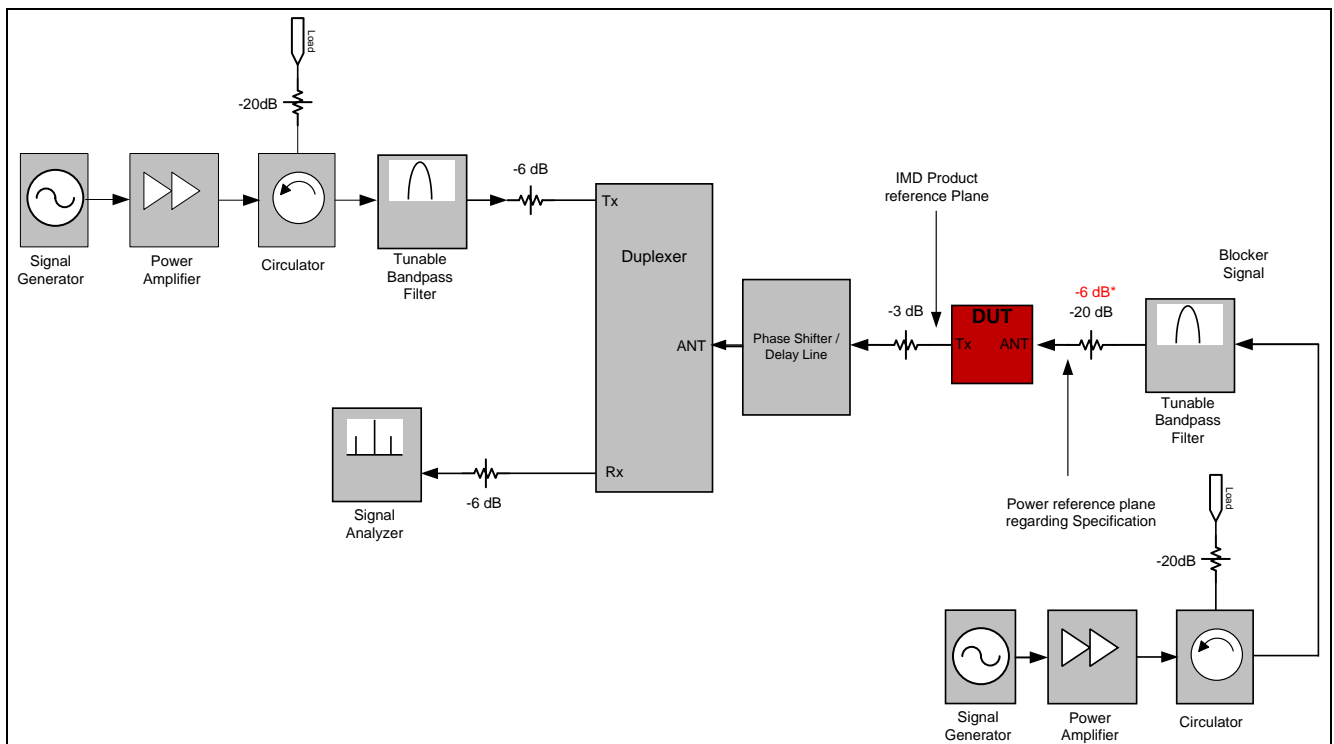 Load
-20dB
Signal
Generator
Power
Amplifier
Circulator
Tunable
Bandpass
Filter
-6 dB
Tx
Duplexer
ANT
Rx
-6 dB
Signal
Analyzer
Phase Shifter /
Delay Line
-3 dB
IMD Product
reference Plane
DUT
Tx
ANT
-6 dB*
-20 dB
Blocker
Signal
Tunable
Bandpass
Filter
Power reference plane
regarding Specification
Load
-20dB
Signal
Generator
Power
Amplifier
Circulator